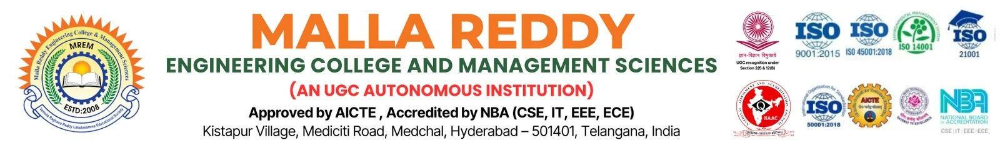 Malla Reddy Engineering College & Management Sciences
MREM
ESTD:2008
Vemula Raghava Reddy Lakshmamma Educational Society
MALLA REDDY
ENGINEERING COLLEGE AND MANAGEMENT SCIENCES
(AN UGC AUTONOMOUS INSTITUTION)
Approved by AICTE , Accredited by NBA (CSE, IT, EEE, ECE)
Kistapur Village, Mediciti Road, Medchal, Hyderabad – 501401, Telangana, India
ज्ञान-विज्ञान विमुक्तये
UGC recognition under
Section 2(f) & 12(B)
ISO
9001:2015
ISO
ISO 45001:2018
ENVIRONMENTAL MANAGEMENT SYSTEM
ISO 14001
ISO
21001
NATIONAL ASSESSMENT AND ACCREDITATION COUNCIL
NAAC
International Organization for Standardization
ISO
50001:2018
AICTE
NBA
NATIONAL BOARD
of ACCREDITATION
CSE | IT | EEE | ECE